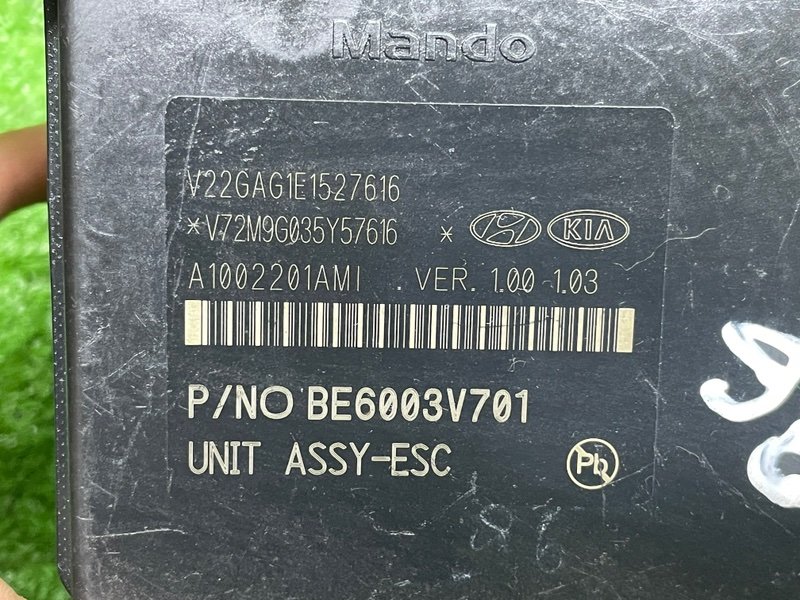 Mando
V22GAG1E1527616
*V72M9G035Y57616 * KIA
A1002201AMI . VER. 1.00 1.03
P/NO BE6003V701
UNIT ASSY-ESC
Pb